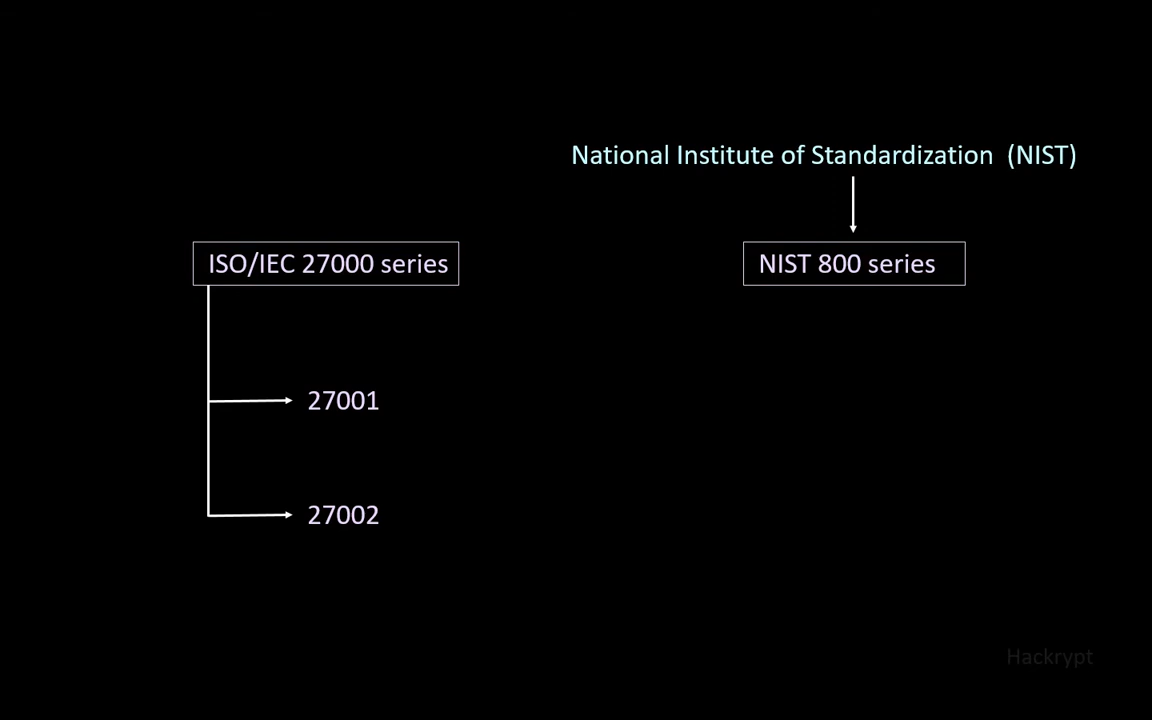 National Institute of Standardization (NIST)
ISO/IEC 27000 series
NIST 800 series
27001
27002
Hackrypt